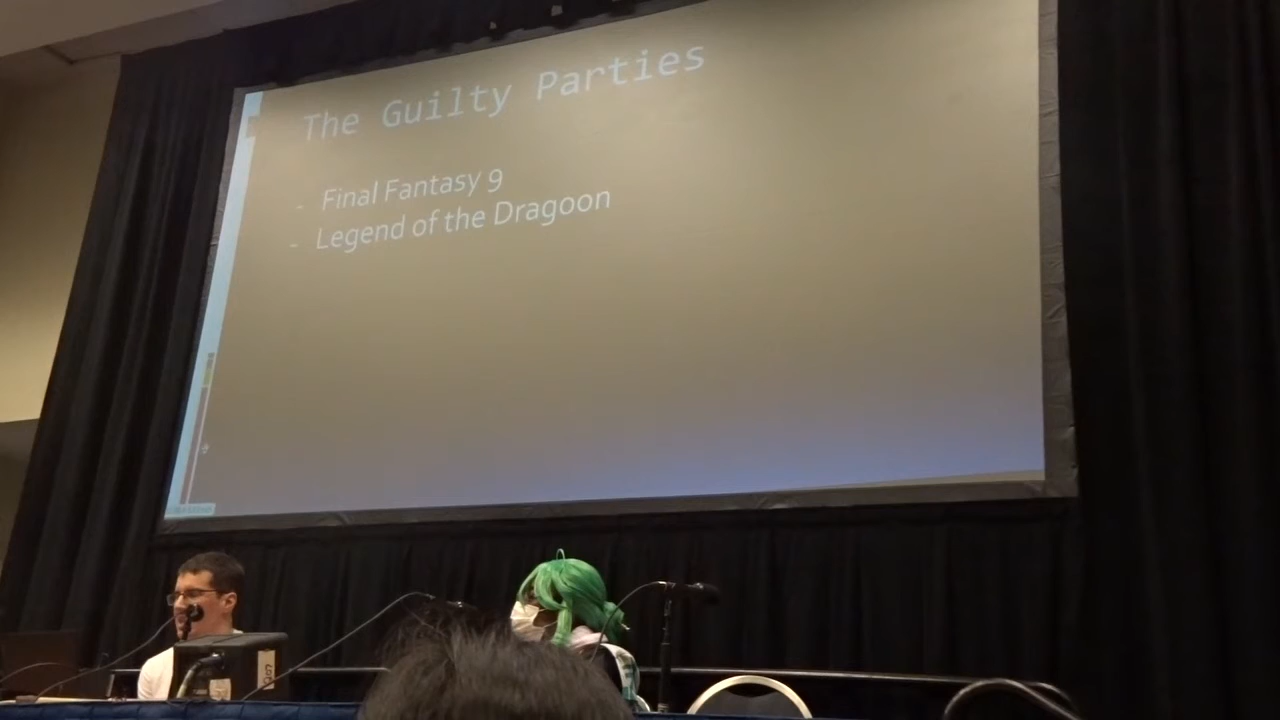 The Guilty Parties
- Final Fantasy 9
- Legend of the Dragoon